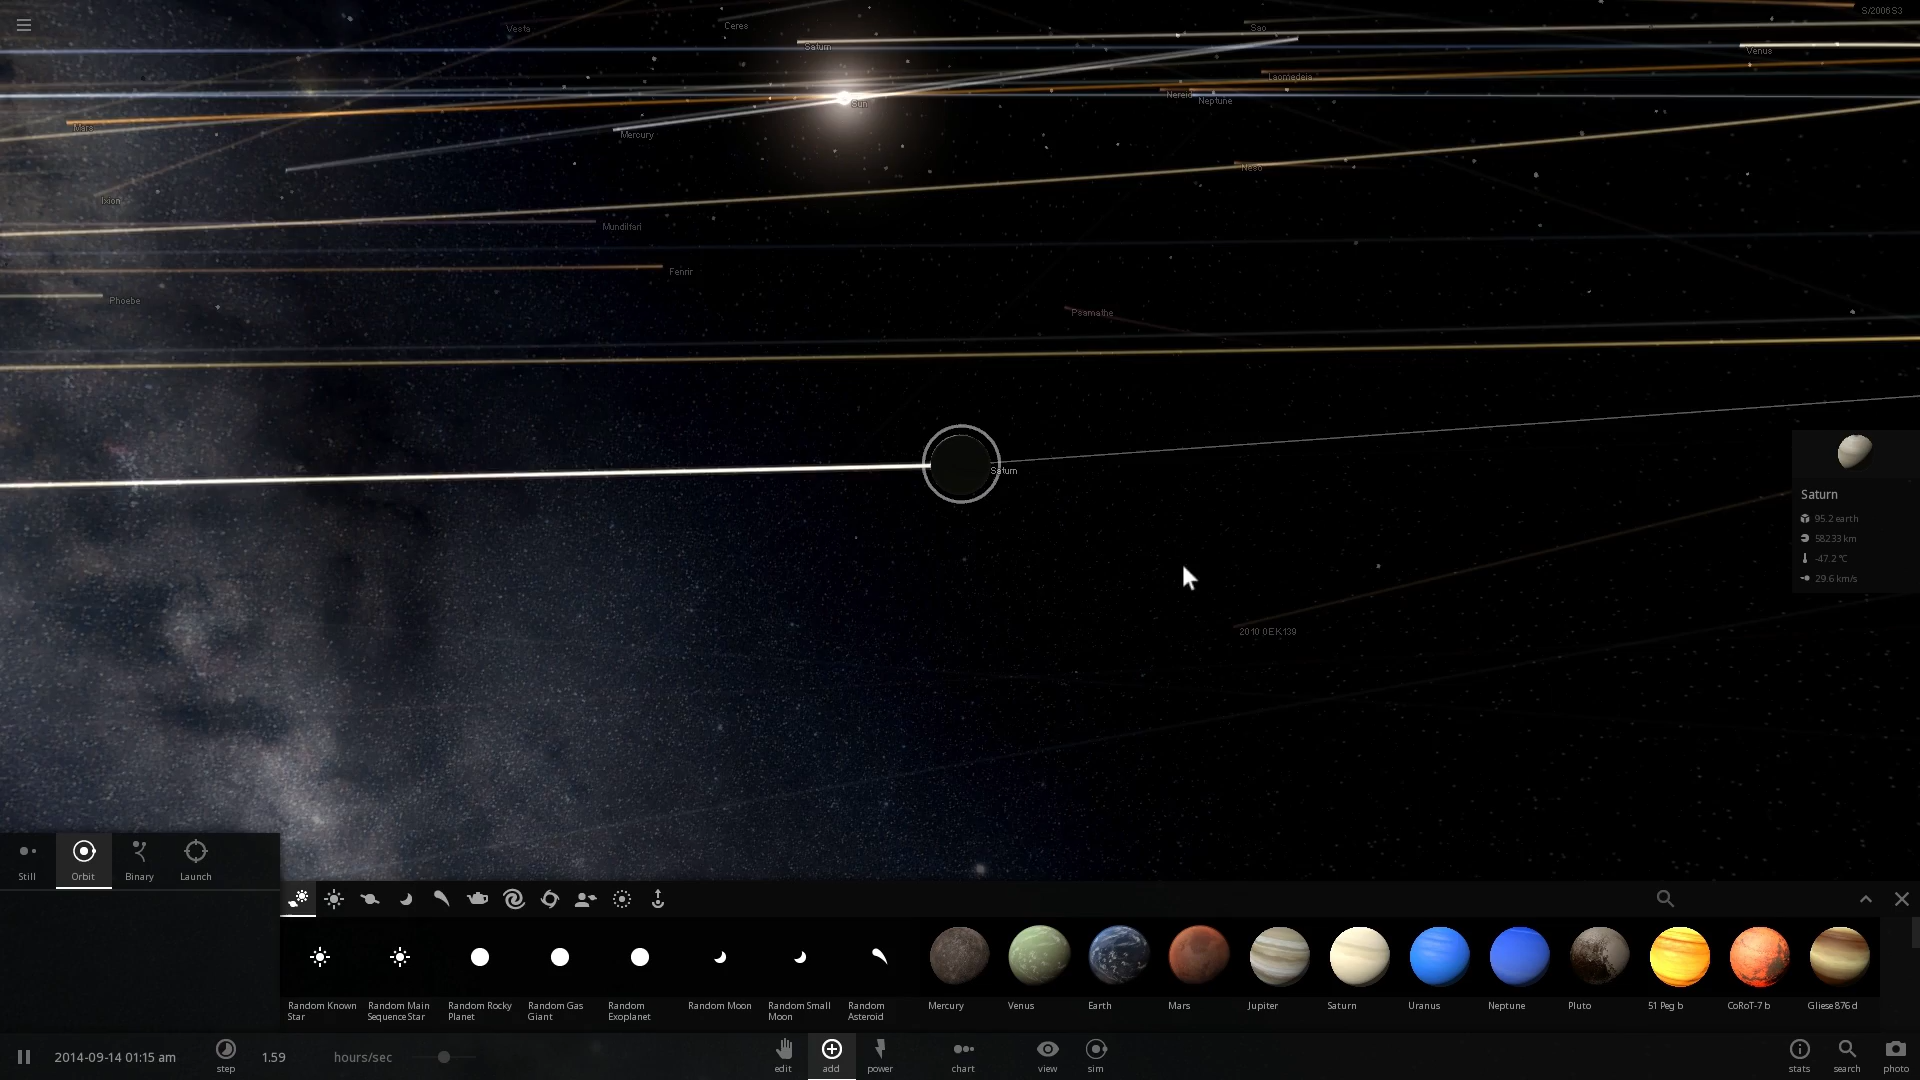 Vesta
Ceres
Sao
S/2006 S3
Saturn
Venus
Laomedeia
Nereid
Neptune
Sun
Mars
Mercury
Neso
Ixion
Mundilfari
Fenrir
Phoebe
Psamathe
Saturn
Saturn
95.2 earth
58233 km
-47.2 °C
29.6 km/s
2010 0EK139
Still
Orbit
Binary
Launch
Random Known
Star
Random Main
Sequence Star
Random Rocky
Planet
Random Gas
Giant
Random
Exoplanet
Random Moon
Random Small
Moon
Random
Asteroid
Mercury
Venus
Earth
Mars
Jupiter
Saturn
Uranus
Neptune
Pluto
51 Peg b
CoRoT-7 b
Gliese 876 d
2014-09-14 01:15 am
step
1.59
hours/sec
edit
add
power
chart
view
sim
stats
search
photo